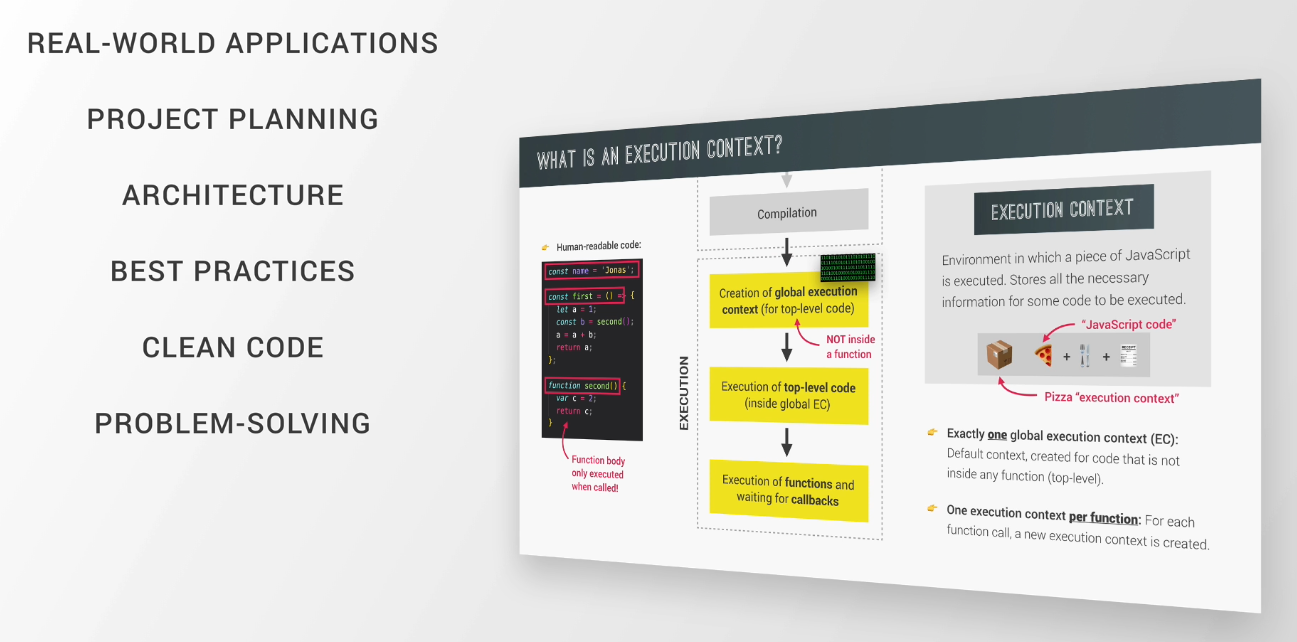 REAL-WORLD APPLICATIONS
PROJECT PLANNING
ARCHITECTURE
BEST PRACTICES
CLEAN CODE
PROBLEM-SOLVING
WHAT IS AN EXECUTION CONTEXT?
Human-readable code:
const name = 'Jonas';
const first = () => {
let a = 1;
const b = second();
a = a + b;
return a;
};
function second() {
var c = 2;
return c;
}
Function body
only executed
when called!
EXECUTION
Compilation
Creation of global execution
context (for top-level code)
NOT inside
a function
Execution of top-level code
(inside global EC)
Execution of functions and
waiting for callbacks
EXECUTION CONTEXT
Environment in which a piece of JavaScript
is executed. Stores all the necessary
information for some code to be executed.
"JavaScript code"
+ +
Pizza "execution context"
Exactly one global execution context (EC):
Default context, created for code that is not
inside any function (top-level).
One execution context per function: For each
function call, a new execution context is created.